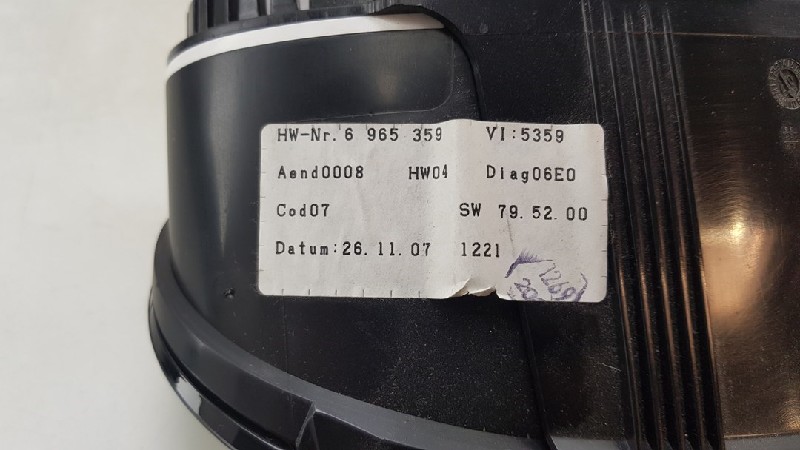 HW-Nr. 6 965 359 VI:5359
Aend0008 HW04 Diag06E0
Cod07 SW 79.52.00
Datum:26.11.07 1221